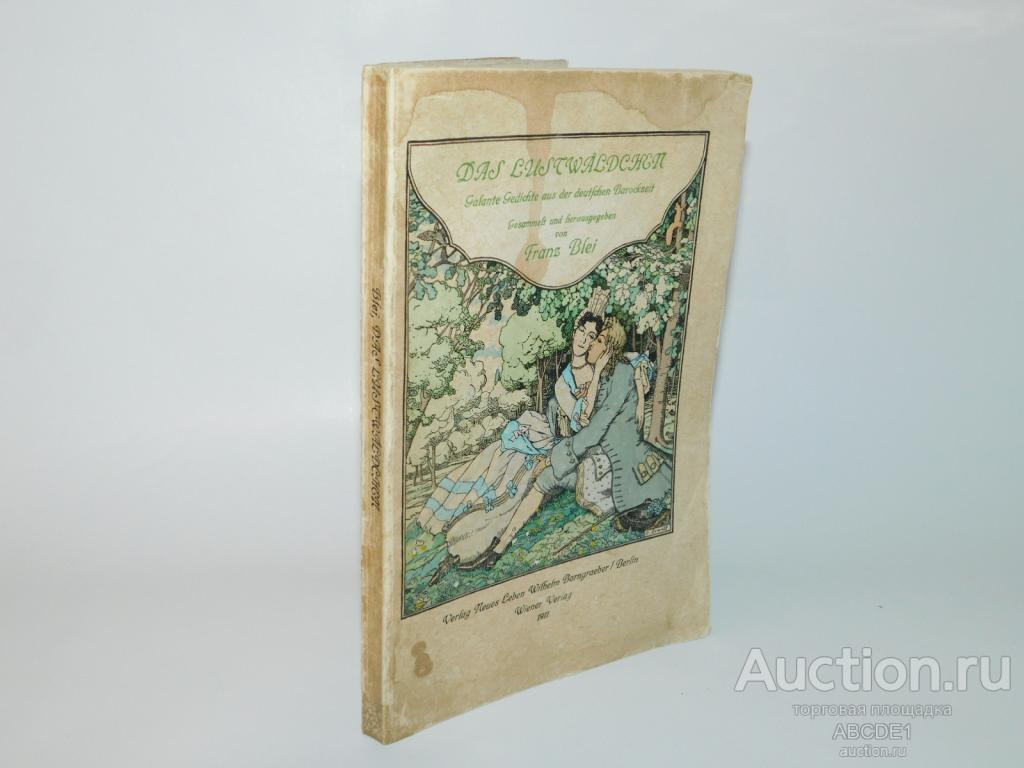 DAS LUSTWÄLDCHEN
Galante Gedichte aus der deutschen Barockzeit
Gesammelt und herausgegeben
von
Franz Blei
Blei, DAS LUSTWÄLDCHEN
Verlag Neues Leben Wilhelm Borngraeber / Berlin
Wiener Verlag
1911
Auction.ru
торговая площадка
ABCDE1
auction.ru